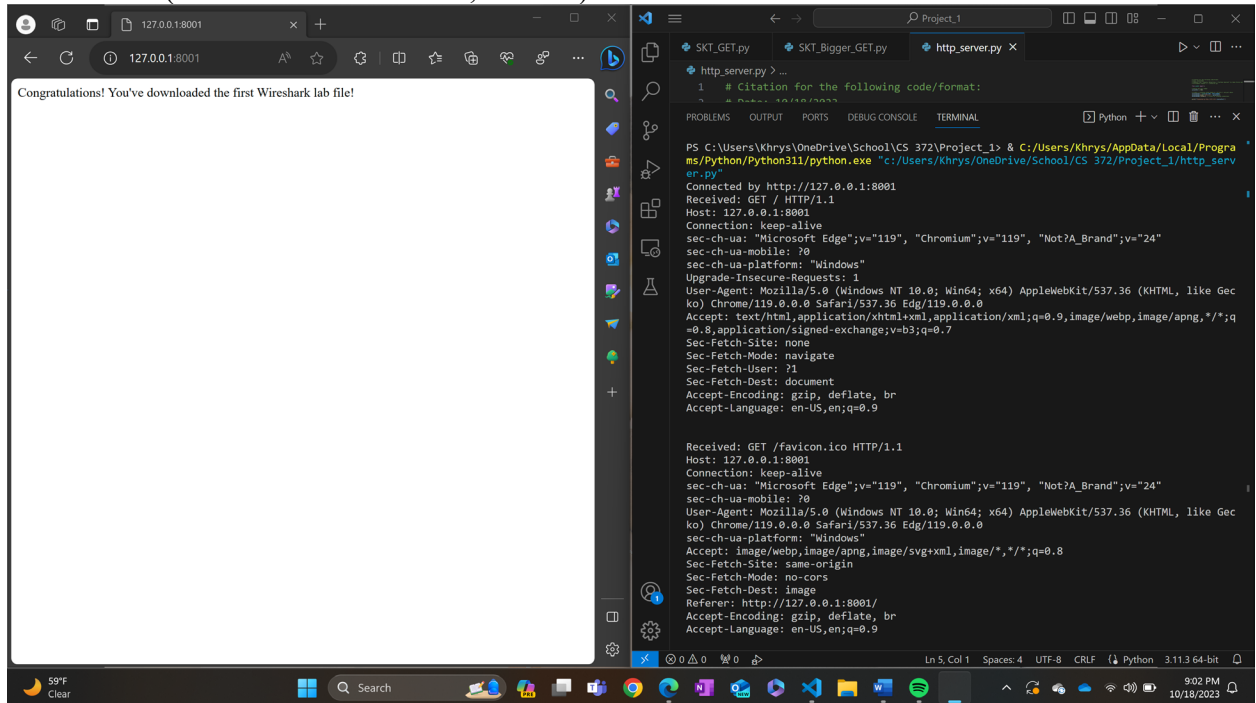 127.0.0.1:8001
127.0.0.1:8001
Congratulations! You've downloaded the first Wireshark lab file!
Project_1
SKT_GET.py
SKT_Bigger_GET.py
http_server.py
http_server.py > ...
1 # Citation for the following code/format:
PROBLEMS OUTPUT PORTS DEBUG CONSOLE TERMINAL
Python
PS C:\Users\Khrys\OneDrive\School\CS 372\Project_1> & C:/Users/Khrys/AppData/Local/Progra
ms/Python/Python311/python.exe "c:/Users/Khrys/OneDrive/School/CS 372/Project_1/http_serv
er.py"
Connected by http://127.0.0.1:8001
Received: GET / HTTP/1.1
Host: 127.0.0.1:8001
Connection: keep-alive
sec-ch-ua: "Microsoft Edge";v="119", "Chromium";v="119", "Not?A_Brand";v="24"
sec-ch-ua-mobile: ?0
sec-ch-ua-platform: "Windows"
Upgrade-Insecure-Requests: 1
User-Agent: Mozilla/5.0 (Windows NT 10.0; Win64; x64) AppleWebKit/537.36 (KHTML, like Gec
ko) Chrome/119.0.0.0 Safari/537.36 Edg/119.0.0.0
Accept: text/html,application/xhtml+xml,application/xml;q=0.9,image/webp,image/apng,*/*;q
=0.8,application/signed-exchange;v=b3;q=0.7
Sec-Fetch-Site: none
Sec-Fetch-Mode: navigate
Sec-Fetch-User: ?1
Sec-Fetch-Dest: document
Accept-Encoding: gzip, deflate, br
Accept-Language: en-US,en;q=0.9
Received: GET /favicon.ico HTTP/1.1
Host: 127.0.0.1:8001
Connection: keep-alive
sec-ch-ua: "Microsoft Edge";v="119", "Chromium";v="119", "Not?A_Brand";v="24"
sec-ch-ua-mobile: ?0
User-Agent: Mozilla/5.0 (Windows NT 10.0; Win64; x64) AppleWebKit/537.36 (KHTML, like Gec
ko) Chrome/119.0.0.0 Safari/537.36 Edg/119.0.0.0
sec-ch-ua-platform: "Windows"
Accept: image/webp,image/apng,image/svg+xml,image/*,*/*;q=0.8
Sec-Fetch-Site: same-origin
Sec-Fetch-Mode: no-cors
Sec-Fetch-Dest: image
Referer: http://127.0.0.1:8001/
Accept-Encoding: gzip, deflate, br
Accept-Language: en-US,en;q=0.9
0 0 0 Ln 5, Col 1 Spaces: 4 UTF-8 CRLF Python 3.11.3 64-bit
59°F
Clear
Search
9:02 PM
10/18/2023